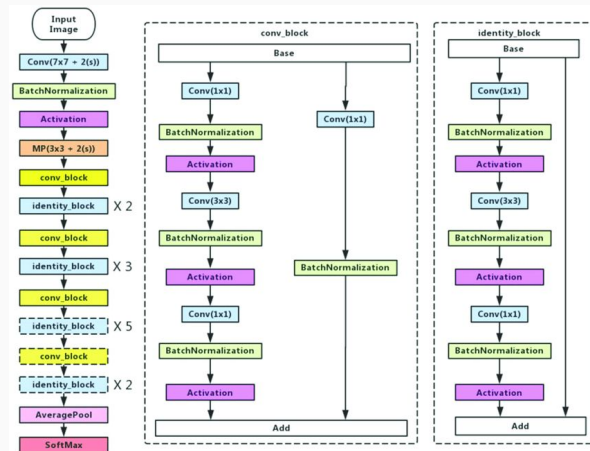 Input
Image
Conv(7x7 + 2(s))
BatchNormalization
Activation
MP(3x3 + 2(s))
conv_block
identity_block X 2
conv_block
identity_block X 3
conv_block
identity_block X 5
conv_block
identity_block X 2
AveragePool
SoftMax
conv_block
Base
Conv(1x1)
BatchNormalization
Activation
Conv(3x3)
BatchNormalization
Activation
Conv(1x1)
BatchNormalization
Activation
Conv(1x1)
BatchNormalization
Add
identity_block
Base
Conv(1x1)
BatchNormalization
Activation
Conv(3x3)
BatchNormalization
Activation
Conv(1x1)
BatchNormalization
Activation
Add